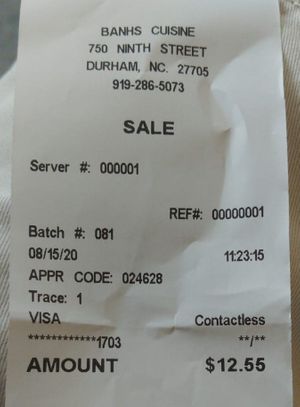 BANHS CUISINE
750 NINTH STREET
DURHAM, NC. 27705
919-286-5073
SALE
Server #: 000001
REF#: 00000001
Batch #: 081
08/15/20 11:23:15
APPR CODE: 024628
Trace: 1
VISA Contactless
************1703 **/**
AMOUNT $12.55